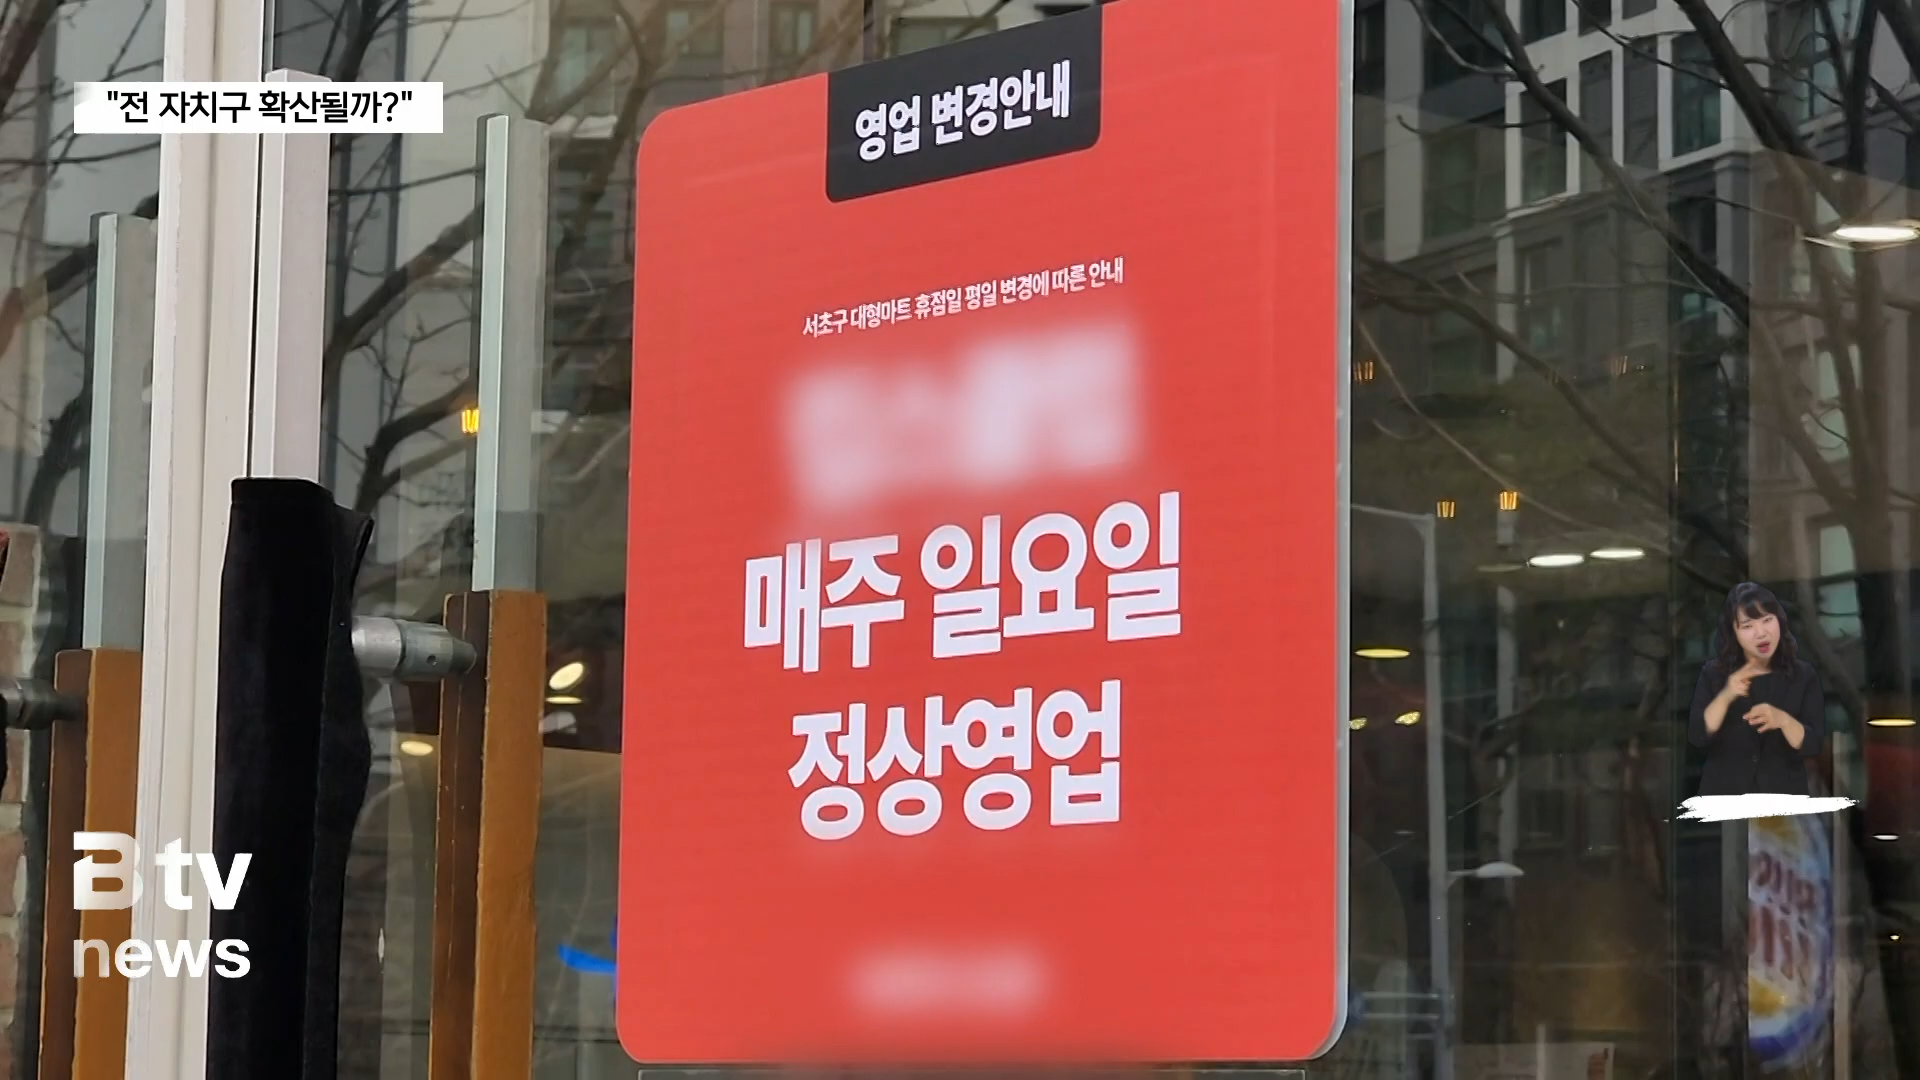 "전 자치구 확산될까?"
영업 변경안내
서초구 대형마트 휴점일 평일 변경에 따른 안내
매주 일요일
정상영업
B tv
news